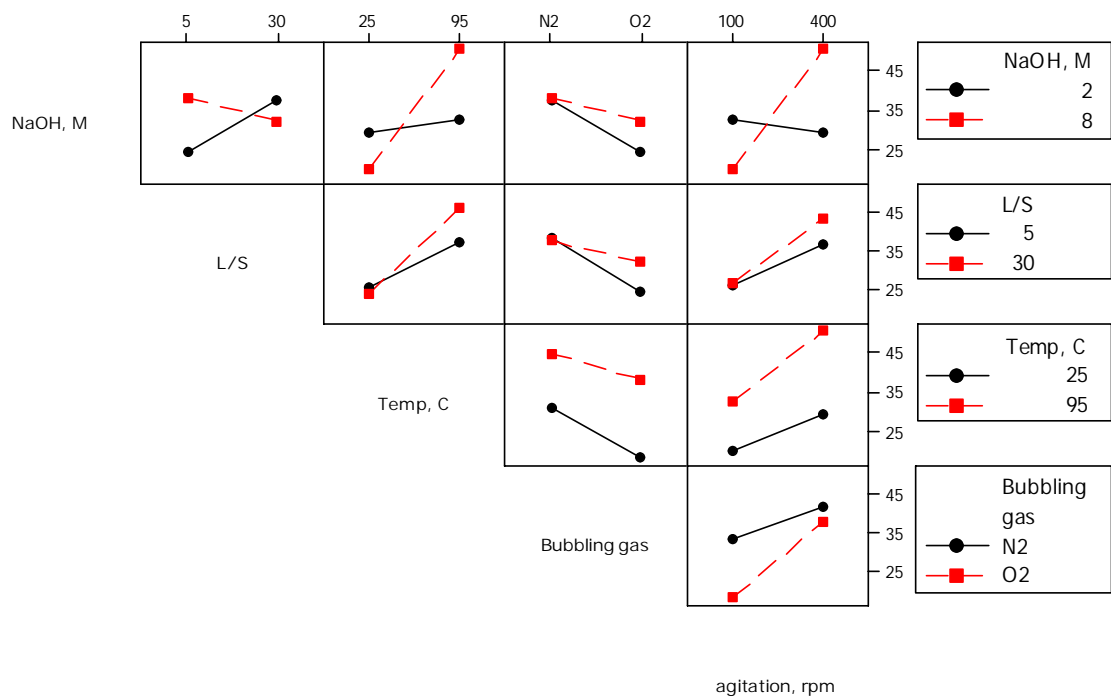 5 30 25 95 N2 O2 100 400
NaOH, M
45
35
25
NaOH, M
2
8
L/S
45
35
25
L/S
5
30
Temp, C
45
35
25
Temp, C
25
95
Bubbling gas
45
35
25
Bubbling
gas
N2
O2
agitation, rpm